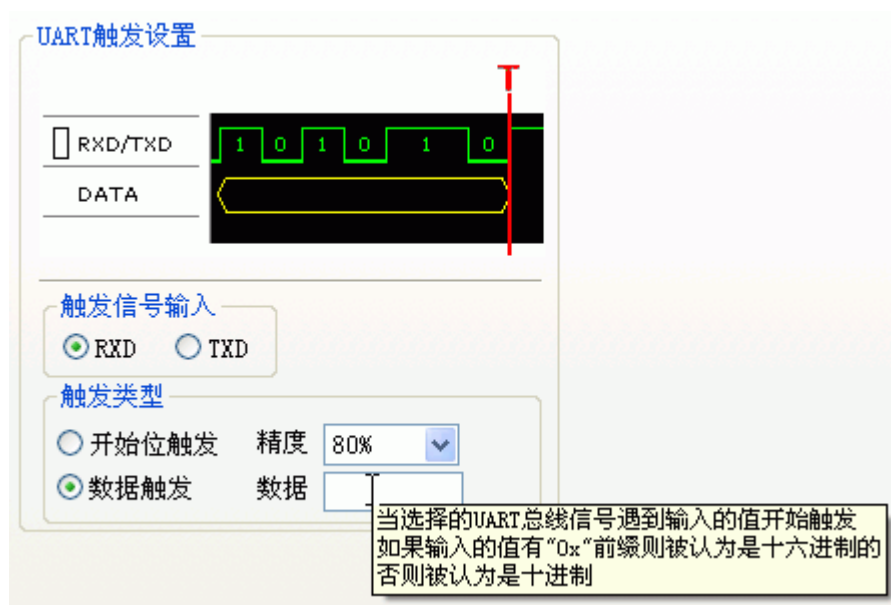 UART触发设置
T
RXD/TXD
1 0 1 0 1 0
DATA
触发信号输入
RXD TXD
触发类型
开始位触发 精度 80%
数据触发 数据
当选择的UART总线信号遇到输入的值开始触发
如果输入的值有"0x"前缀则被认为是十六进制的
否则被认为是十进制